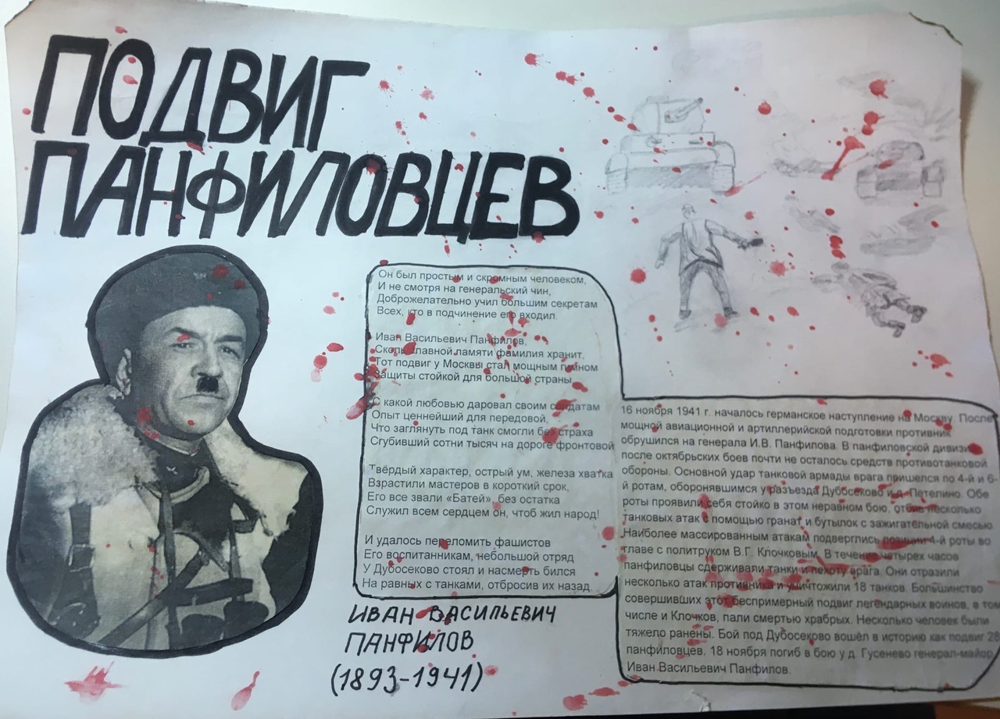 ПОДВИГ
ПАНФИЛОВЦЕВ
Он был простым и скромным человеком,
И не смотря на генеральский чин,
Доброжелательно учил большим секретам
Всех, кто в подчинение его входил.
Иван Васильевич Панфилов,
Сколь славной памяти фамилия хранит,
Тот подвиг у Москвы стал мощным гимном
Защиты стойкой для большой страны
С какой любовью даровал своим солдатам
Опыт ценнейший для передовой,
Что заглянуть под танк смогли без страха
Сгубивший сотни тысяч на дороге фронтовой
Твёрдый характер, острый ум, железа хватка
Взрастили мастеров в короткий срок,
Его все звали «Батей», без остатка
Служил всем сердцем он, чтоб жил народ!
И удалось переломить фашистов
Его воспитанникам, небольшой отряд
У Дубосеково стоял и насмерть бился
На равных с танками, отбросив их назад.
ИВАН ВАСИЛЬЕВИЧ
ПАНФИЛОВ
(1893-1941)
16 ноября 1941 г. началось германское наступление на Москву. После
мощной авиационной и артиллерийской подготовки противник
обрушился на генерала И.В. Панфилова. В панфиловской дивизии
после октябрьских боев почти не осталось средств противотанковой
обороны. Основной удар танковой армады врага пришелся по 4-й и 6-
й ротам, оборонявшимся у разъезда Дубосеково и д. Петелино. Обе
роты проявили себя стойко в этом неравном бою, отбив несколько
танковых атак с помощью гранат и бутылок с зажигательной смесью.
Наиболее массированным атакам подверглись позиции 4-й роты во
главе с политруком В.Г. Клочковым. В течение четырех часов
панфиловцы сдерживали танки и пехоту врага. Они отразили
несколько атак противника и уничтожили 18 танков. Большинство
совершивших этот беспримерный подвиг легендарных воинов, в том
числе и Клочков, пали смертью храбрых. Несколько человек были
тяжело ранены. Бой под Дубосеково вошёл в историю как подвиг 28
панфиловцев. 18 ноября погиб в бою у д. Гусенево генерал-майор
Иван Васильевич Панфилов.